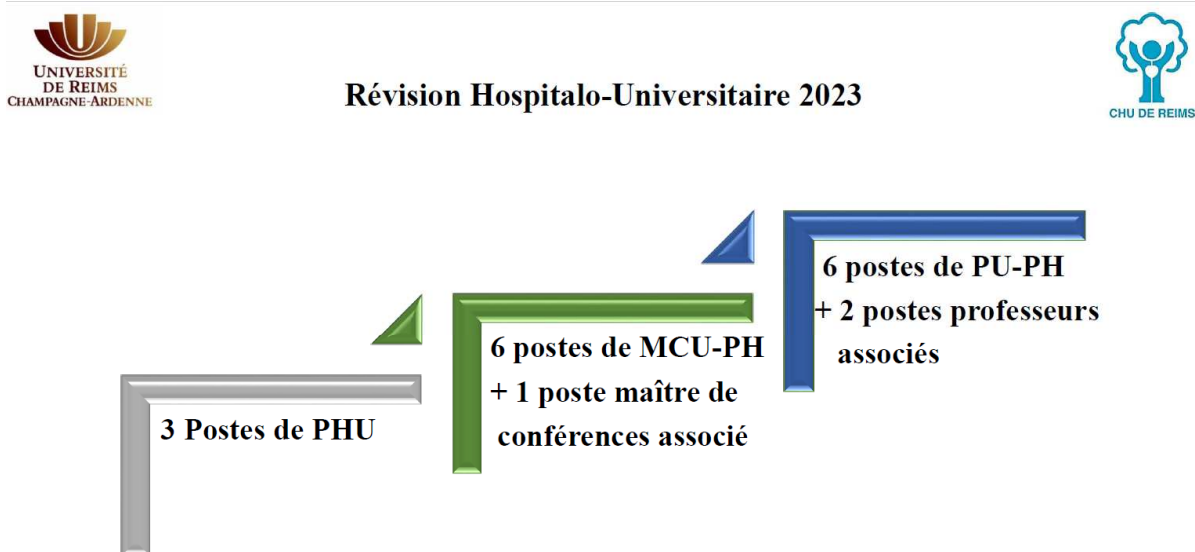 UNIVERSITÉ
DE REIMS
CHAMPAGNE-ARDENNE
Révision Hospitalo-Universitaire 2023
CHU DE REIMS
6 postes de PU-PH
+ 2 postes professeurs
associés
6 postes de MCU-PH
+ 1 poste maître de
conférences associé
3 Postes de PHU